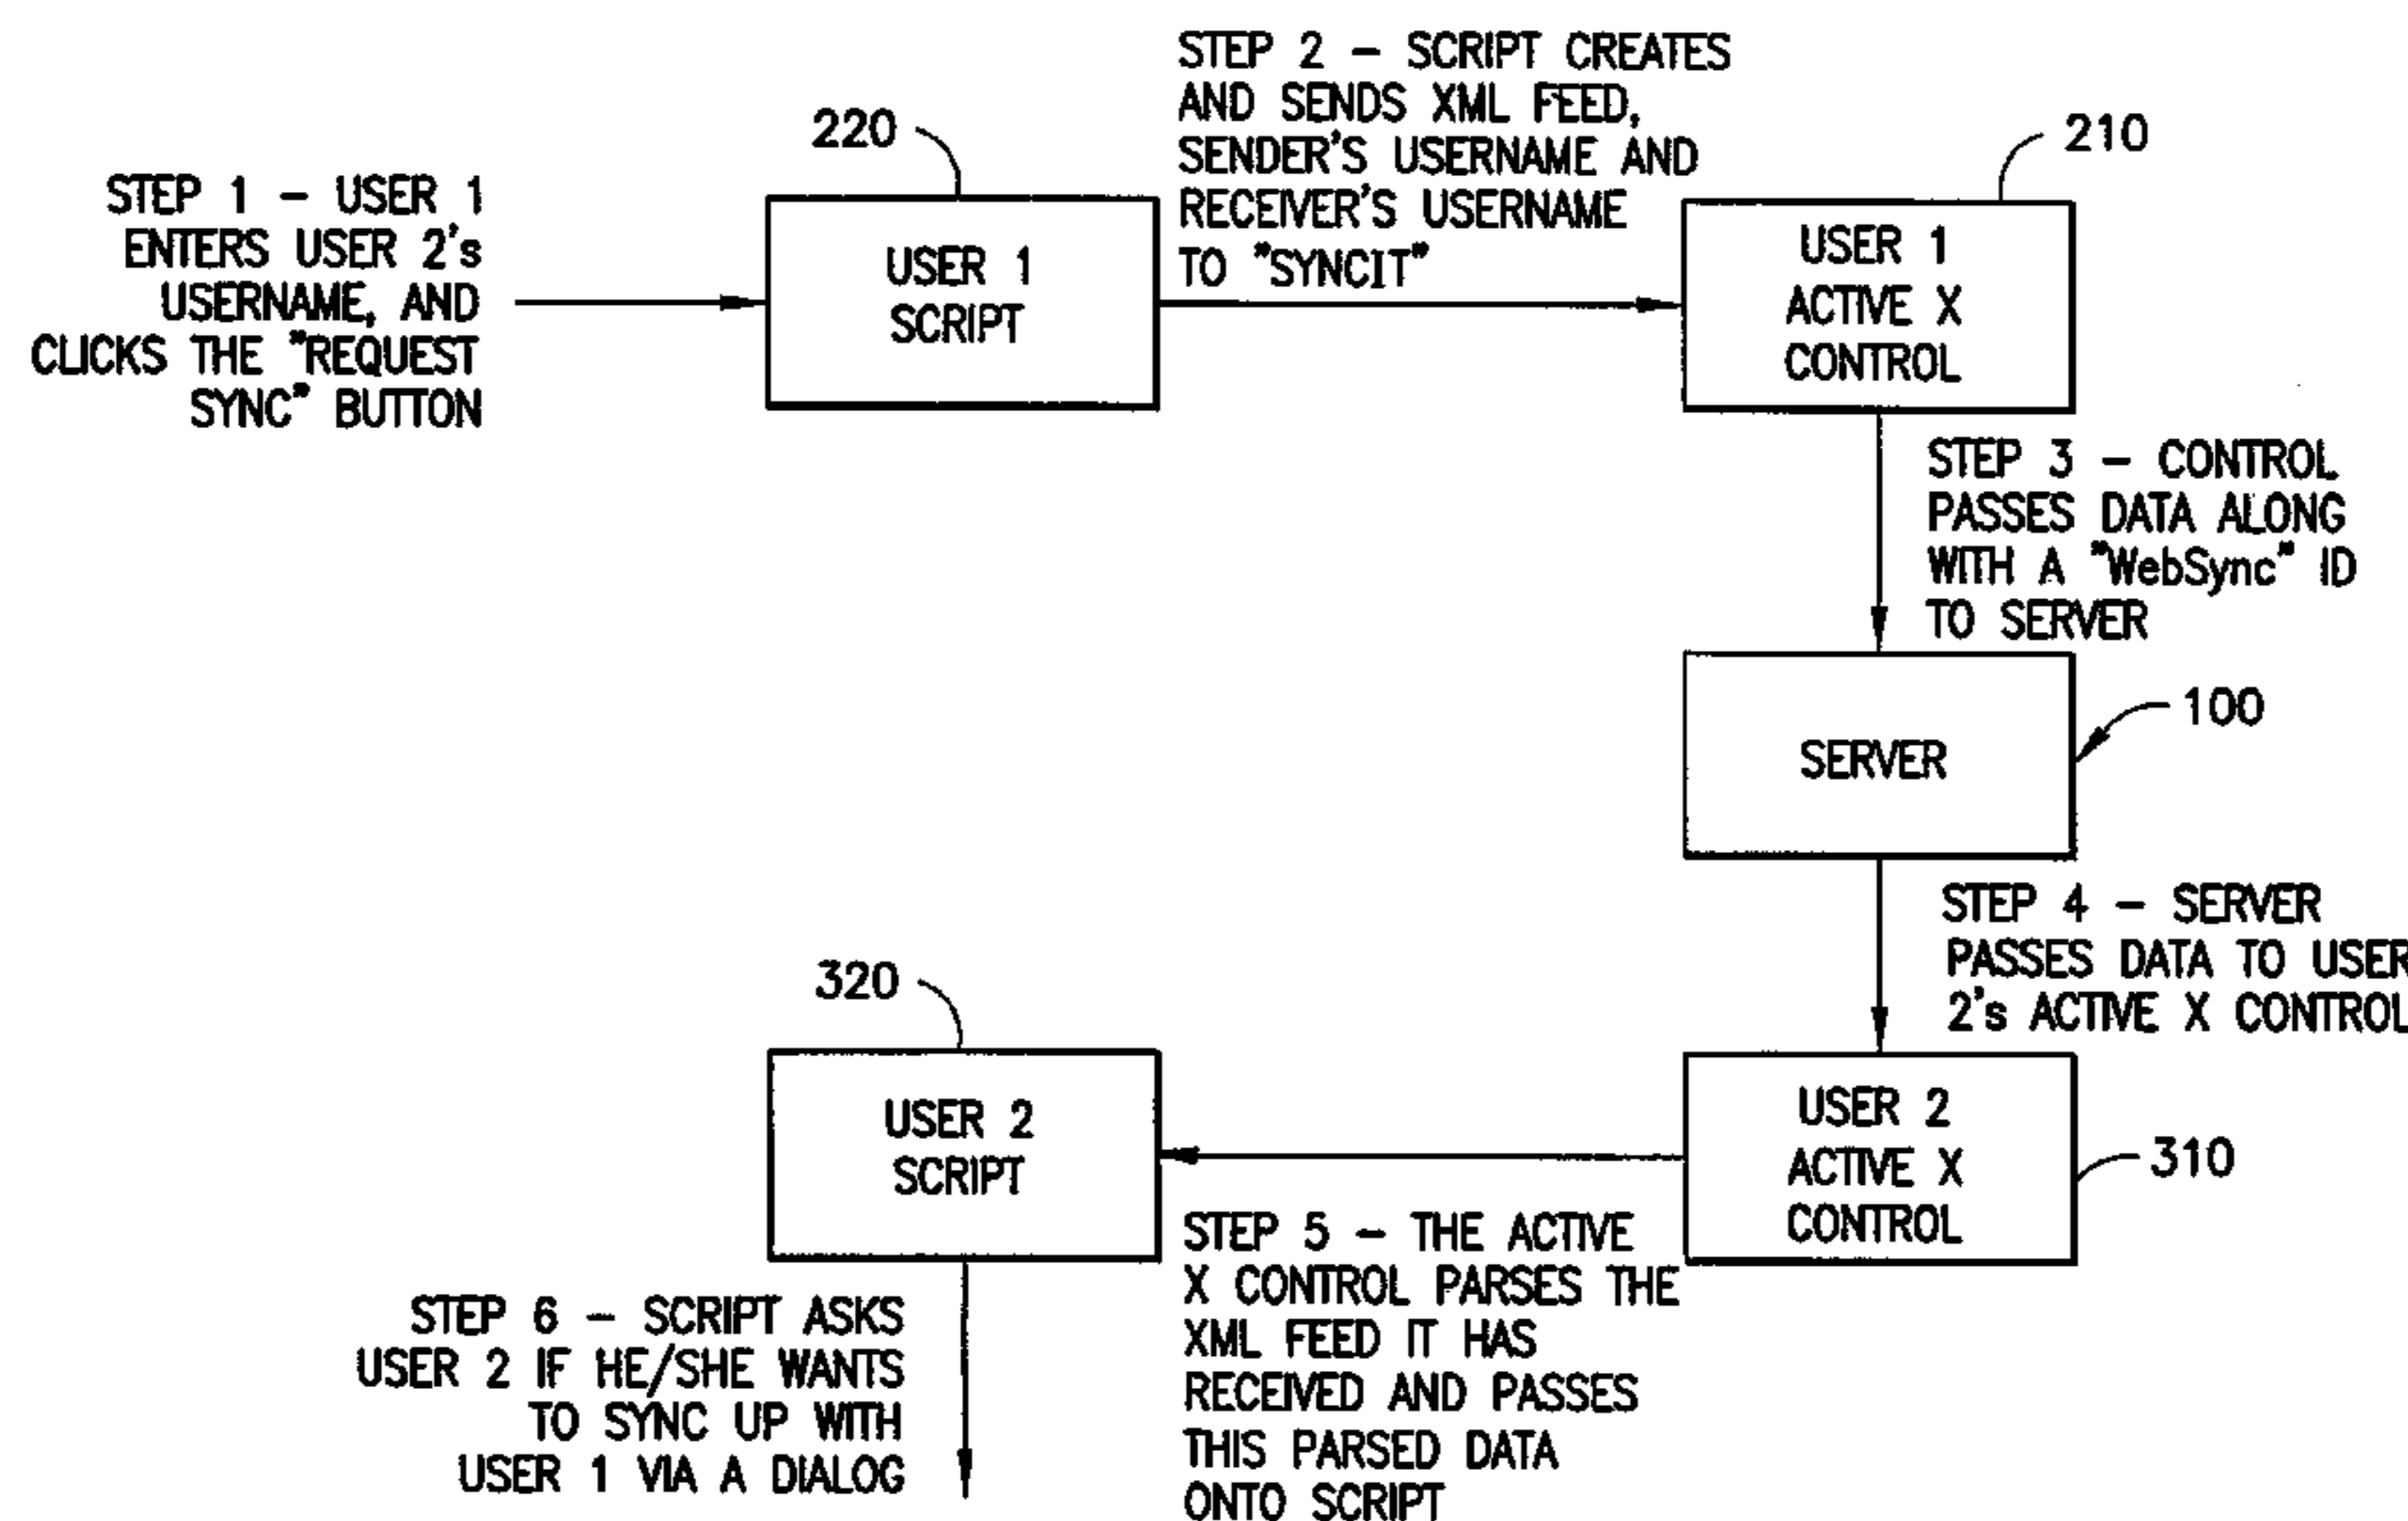 STEP 1 – USER 1
ENTERS USER 2's
USERNAME, AND
CLICKS THE "REQUEST
SYNC" BUTTON
220
USER 1
SCRIPT
STEP 2 – SCRIPT CREATES
AND SENDS XML FEED,
SENDER'S USERNAME AND
RECEIVER'S USERNAME
TO "SYNCIT"
210
USER 1
ACTIVE X
CONTROL
STEP 3 – CONTROL
PASSES DATA ALONG
WITH A "WebSync" ID
TO SERVER
SERVER
100
STEP 4 – SERVER
PASSES DATA TO USER
2's ACTIVE X CONTROL
USER 2
ACTIVE X
CONTROL
310
STEP 5 – THE ACTIVE
X CONTROL PARSES THE
XML FEED IT HAS
RECEIVED AND PASSES
THIS PARSED DATA
ONTO SCRIPT
320
USER 2
SCRIPT
STEP 6 – SCRIPT ASKS
USER 2 IF HE/SHE WANTS
TO SYNC UP WITH
USER 1 VIA A DIALOG